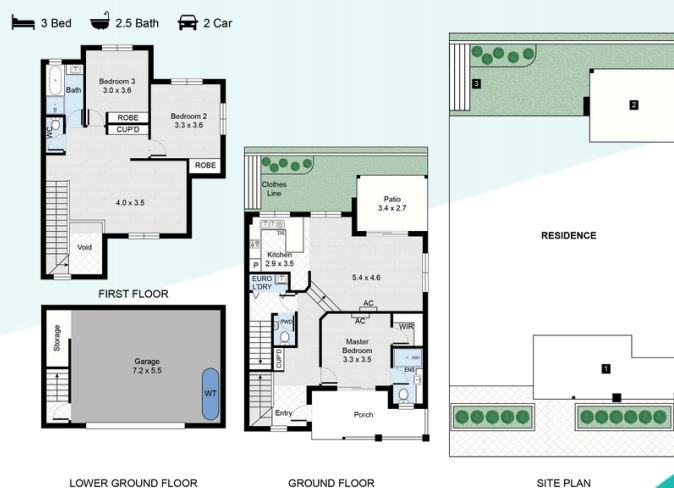 3 Bed 2.5 Bath 2 Car
Bath
Bedroom 3
3.0 x 3.6
Bedroom 2
3.3 x 3.6
ROBE
CUP'D
WC
ROBE
4.0 x 3.5
Void
FIRST FLOOR
Storage
Garage
7.2 x 5.5
WT
LOWER GROUND FLOOR
Clothes
Line
Patio
3.4 x 2.7
DW
Kitchen
2.9 x 3.5
P
EURO
L'DRY
5.4 x 4.6
AC
AC
PWD
WIR
Master
Bedroom
3.3 x 3.5
CUP'D
ENS
Entry
Porch
GROUND FLOOR
3
2
RESIDENCE
1
SITE PLAN